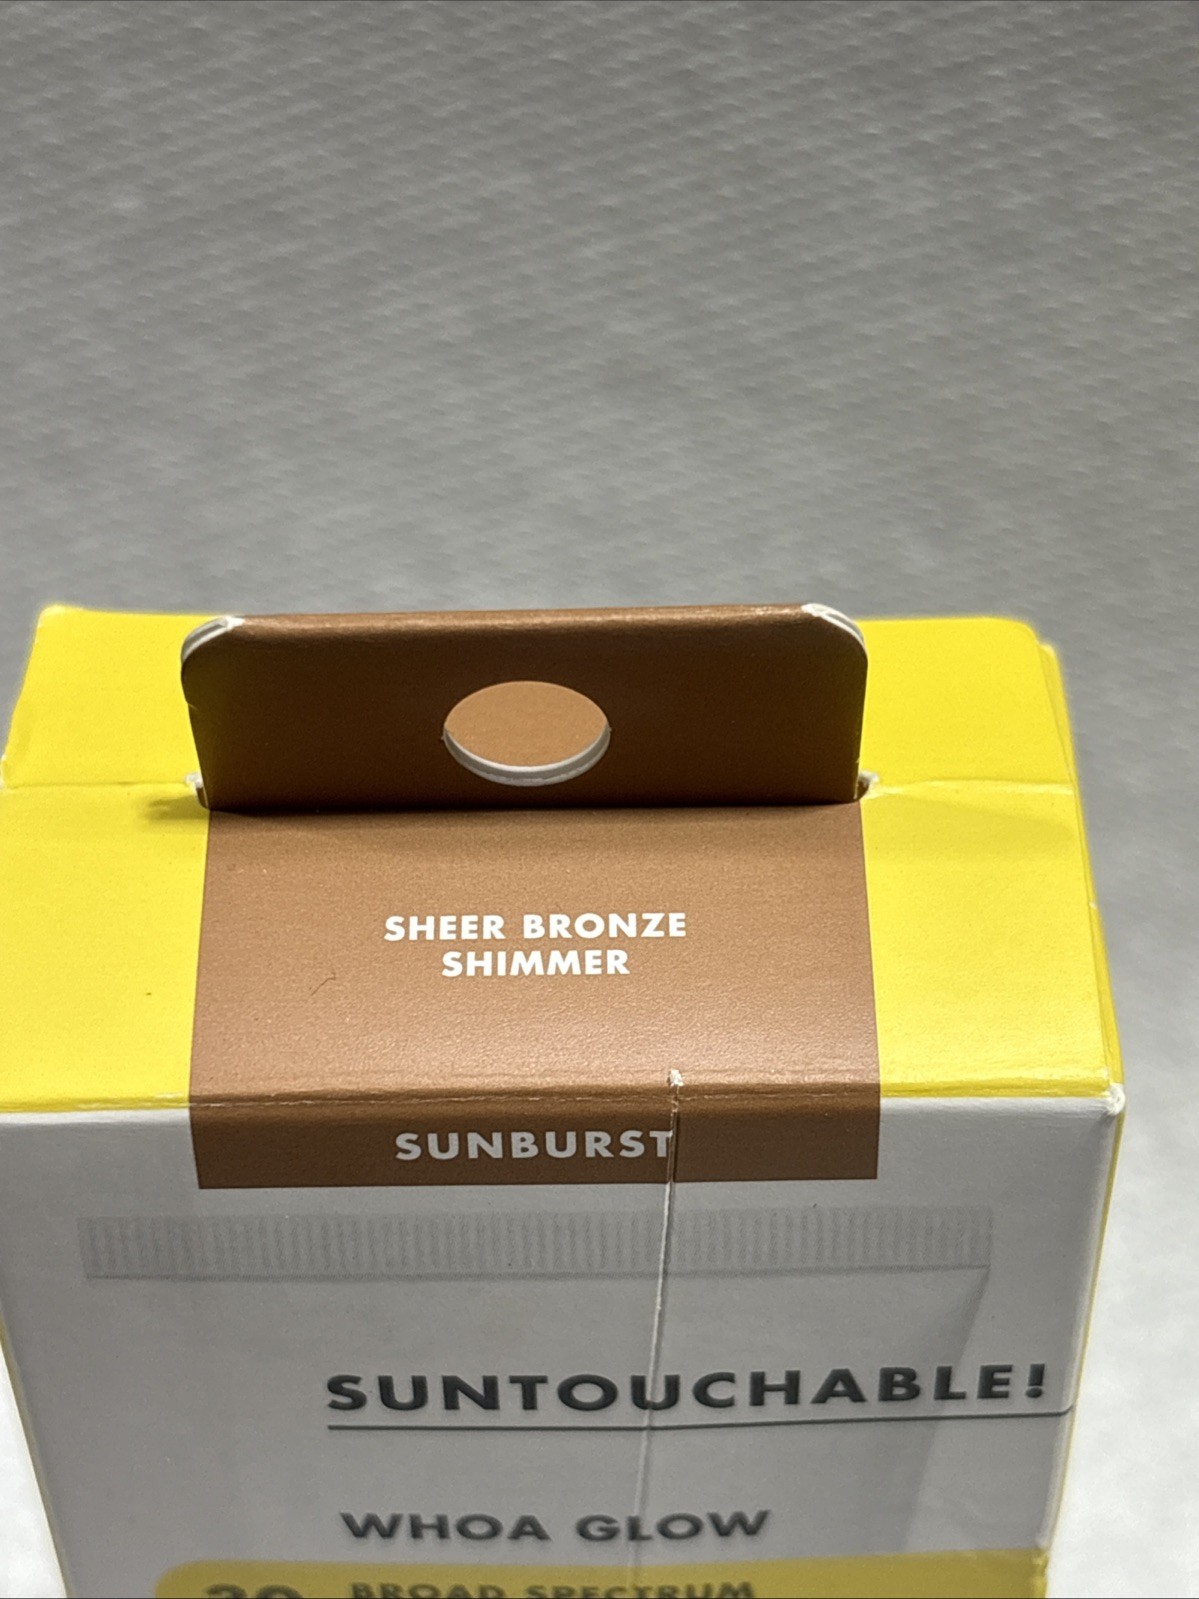 SHEER BRONZE
SHIMMER
SUNBURST
SUNTOUCHABLE!
WHOA GLOW
BROAD SPECTRUM